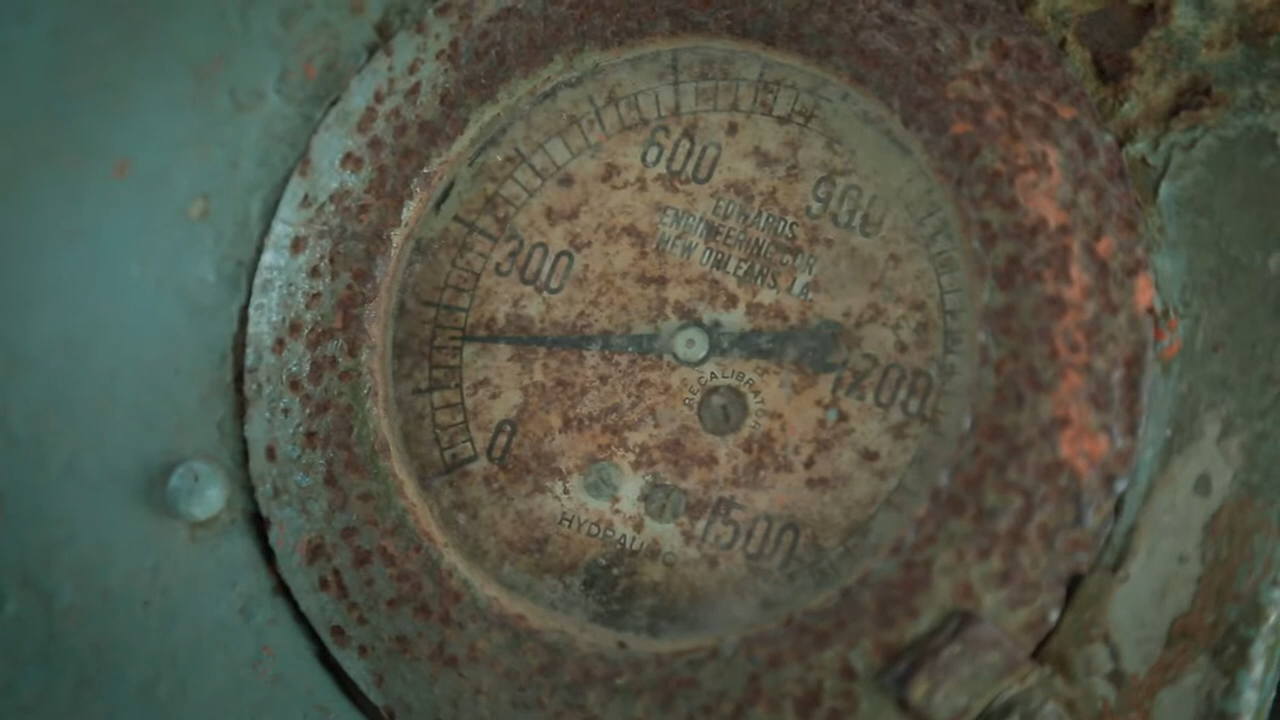 600
900
EDWARDS
ENGINEERING COR
NEW ORLEANS, LA.
300
1200
RECALIBRATOR
0
1500
HYDRAULIC